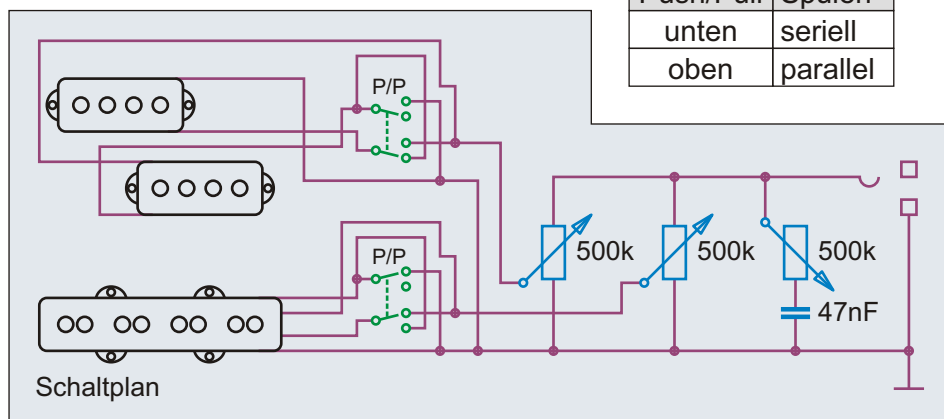 Push/Pull Spulen
unten seriell
oben parallel
P/P
P/P
500k
500k
500k
47nF
Schaltplan